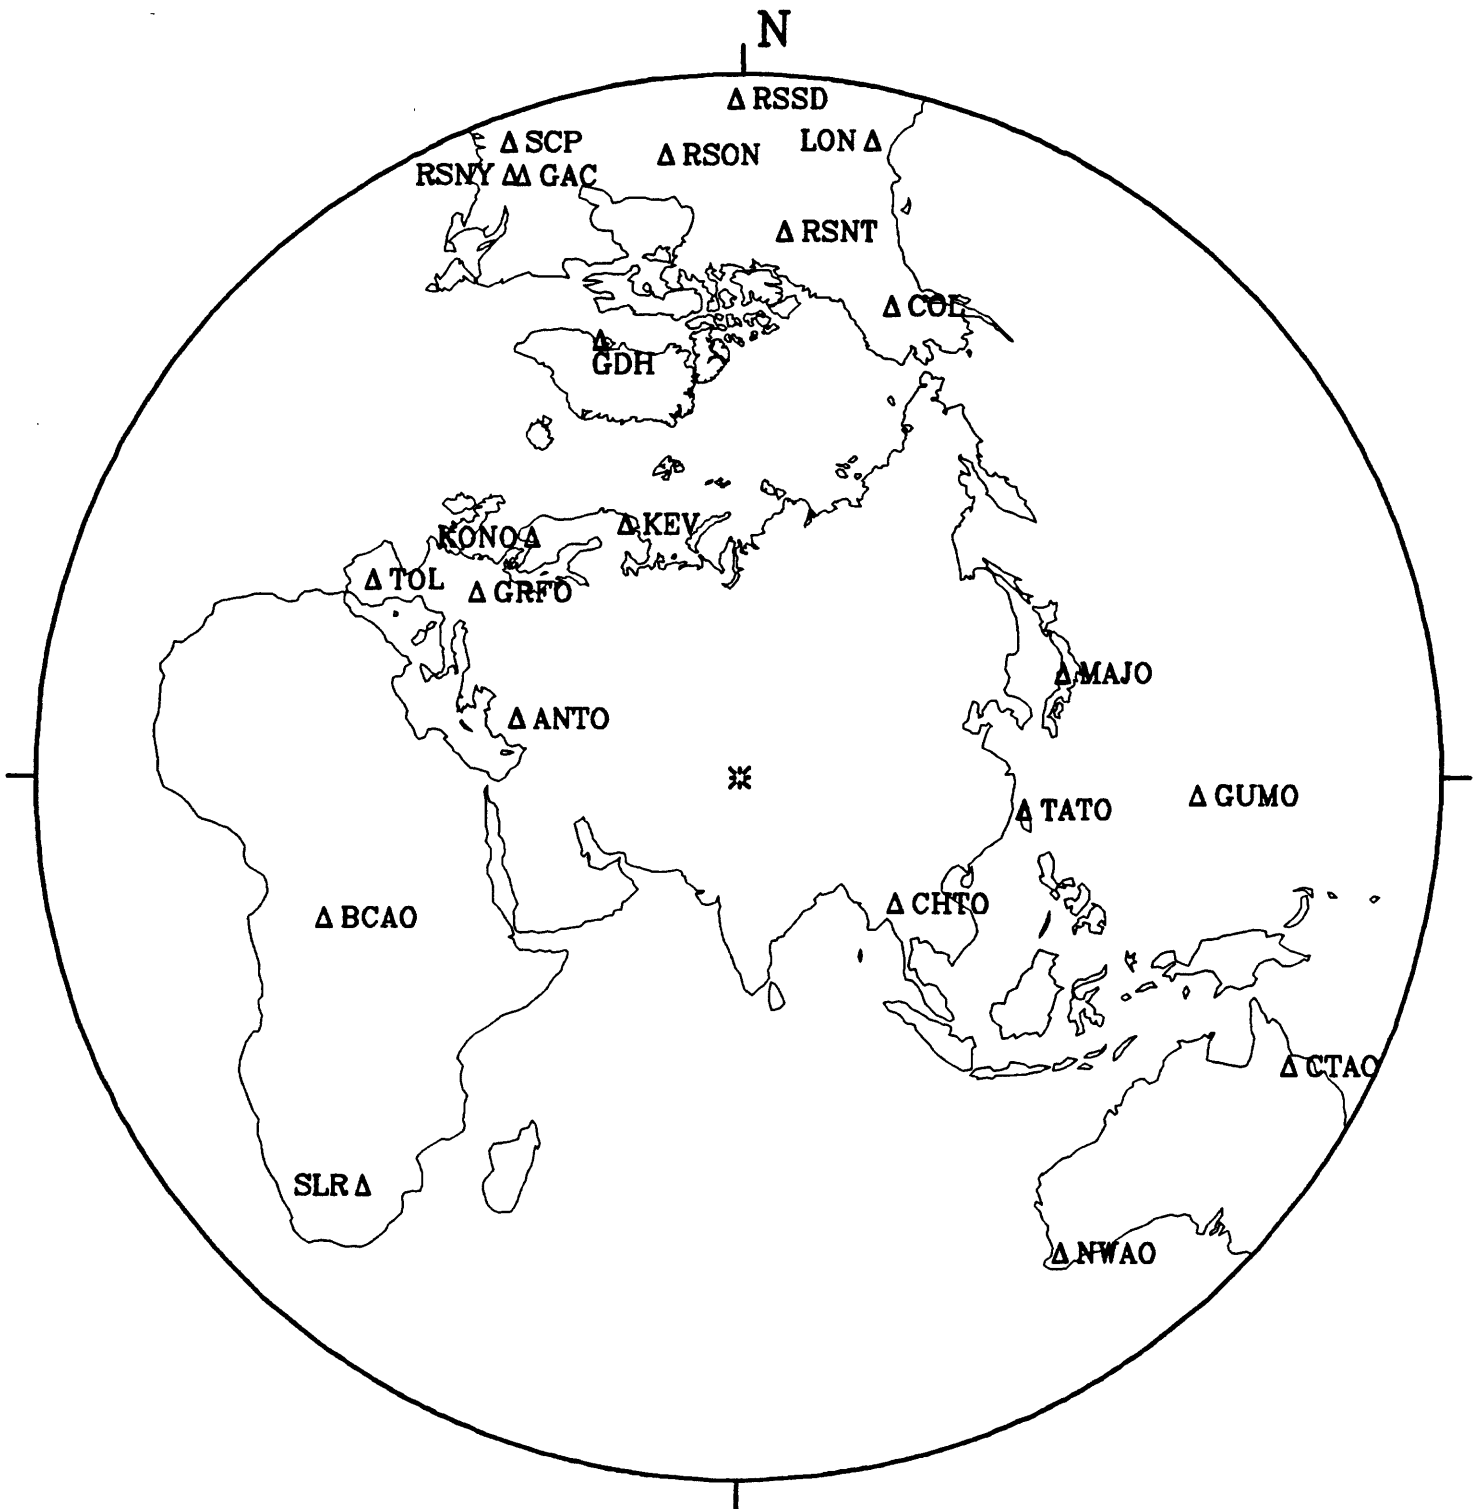 N
RSSD
SCP
RSON
LON
RSNY
GAC
RSNT
COL
GDH
KONO
KEV
TOL
GRFO
MAJO
ANTO
TATO
GUMO
BCAO
CHTO
CTAO
SLR
NWAO